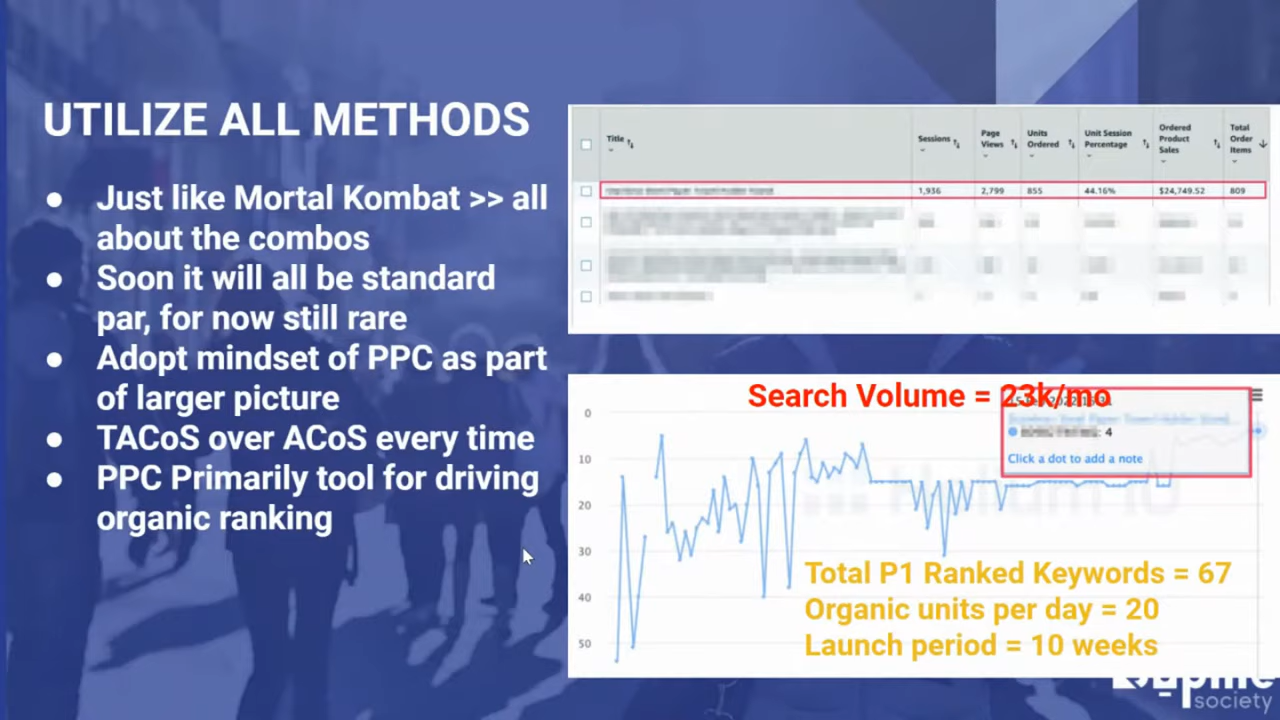 UTILIZE ALL METHODS
● Just like Mortal Kombat >> all
about the combos
● Soon it will all be standard
par, for now still rare
● Adopt mindset of PPC as part
of larger picture
● TACoS over ACoS every time
● PPC Primarily tool for driving
organic ranking
Title Sessions Page Views Units Ordered Unit Session Percentage Ordered Product Sales Total Order Items
1,936 2,799 855 44.16% $24,749.52 809
Search Volume = 23k/mo
: 4
Click a dot to add a note
0
10
20
30
40
50
Total P1 Ranked Keywords = 67
Organic units per day = 20
Launch period = 10 weeks
society